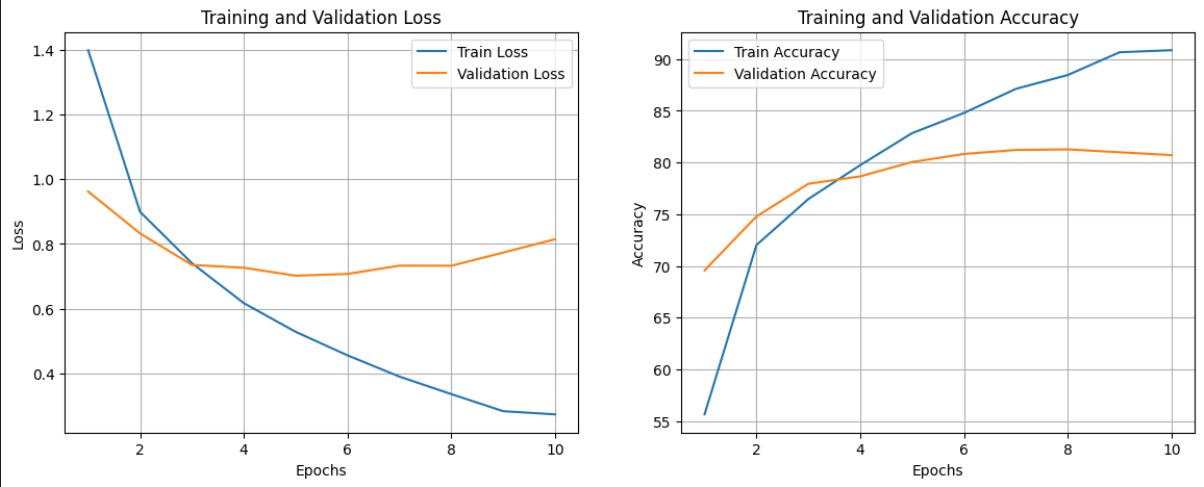 Training and Validation Loss
Train Loss
Validation Loss
1.4
1.2
1.0
0.8
0.6
0.4
Loss
2 4 6 8 10
Epochs
Training and Validation Accuracy
Train Accuracy
Validation Accuracy
90
85
80
75
70
65
60
55
Accuracy
2 4 6 8 10
Epochs